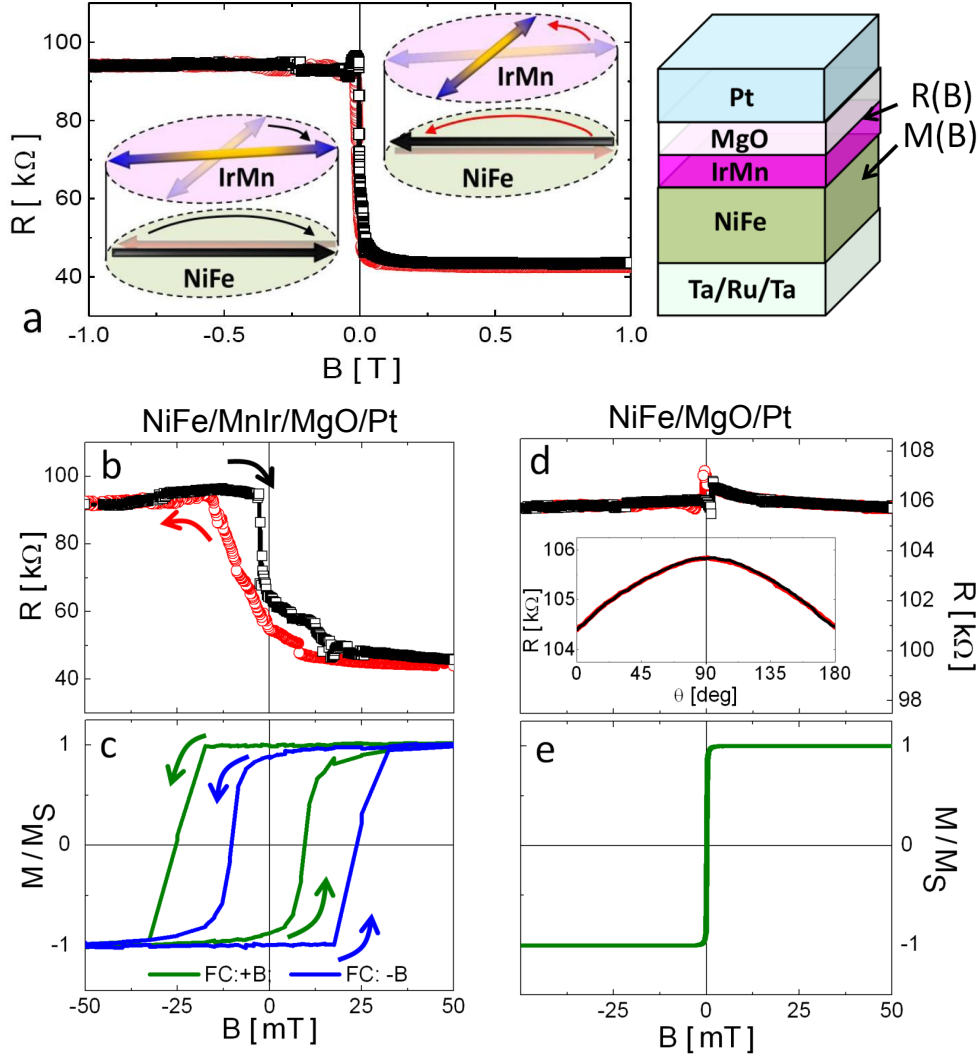 100
80
60
40
R [ kΩ ]
IrMn
NiFe
IrMn
NiFe
a
-1.0
-0.5
0.0
0.5
1.0
B [ T ]
Pt
MgO
IrMn
NiFe
Ta/Ru/Ta
R(B)
M(B)
NiFe/MnIr/MgO/Pt
b
100
80
60
40
R [ kΩ ]
c
1
0
-1
M / M_S
FC:+B;
FC: -B
-50
-25
0
25
50
B [ mT ]
NiFe/MgO/Pt
d
108
106
104
102
100
98
R [ kΩ ]
106
105
104
R [ kΩ ]
0
45
90
135
180
θ [deg]
e
1
0
-1
M / M_S
-25
0
25
50
B [ mT ]